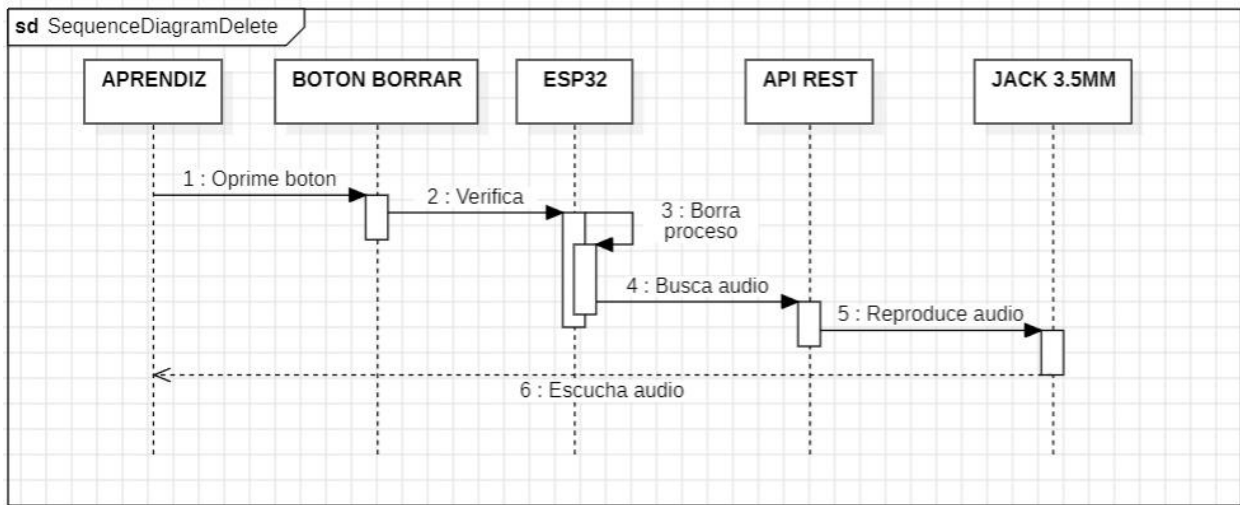 sd SequenceDiagramDelete
APRENDIZ
BOTON BORRAR
ESP32
API REST
JACK 3.5MM
1 : Oprime boton
2 : Verifica
3 : Borra
proceso
4 : Busca audio
5 : Reproduce audio
6 : Escucha audio